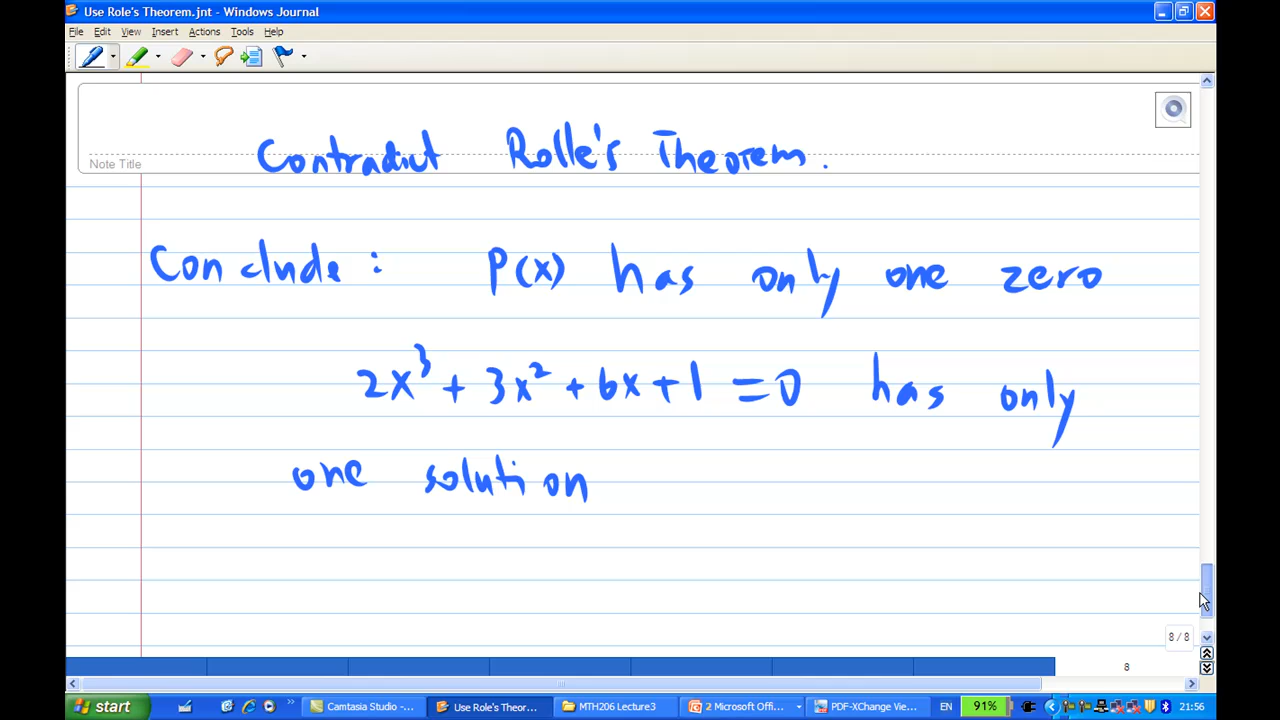 Use Role's Theorem.jnt - Windows Journal
File Edit View Insert Actions Tools Help
Contradict Rolle's Theorem.
Note Title
Conclude : P(x) has only one zero
2x³ + 3x² + 6x + 1 = 0 has only
one solution
8 / 8
8
start Camtasia Studio -... Use Role's Theor... MTH206 Lecture3 2 Microsoft Offi... PDF-XChange Vie... EN 91% 21:56